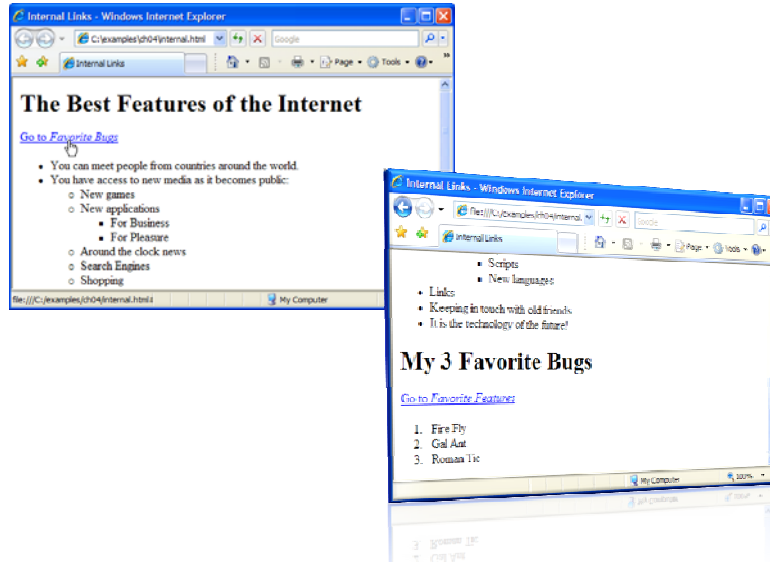 Internal Links - Windows Internet Explorer
C:\examples\ch04\internal.html
Google
Internal Links
Page
Tools
The Best Features of the Internet
Go to Favorite Bugs
You can meet people from countries around the world.
You have access to new media as it becomes public:
New games
New applications
For Business
For Pleasure
Around the clock news
Search Engines
Shopping
file:///C:/examples/ch04/internal.html#
My Computer
Internal Links - Windows Internet Explorer
file:///C:/examples/ch04/internal.
Google
Internal Links
Page
Tools
Scripts
New languages
Links
Keeping in touch with old friends
It is the technology of the future!
My 3 Favorite Bugs
Go to Favorite Features
1. Fire Fly
2. Gal Ant
3. Roman Tic
My Computer
100%